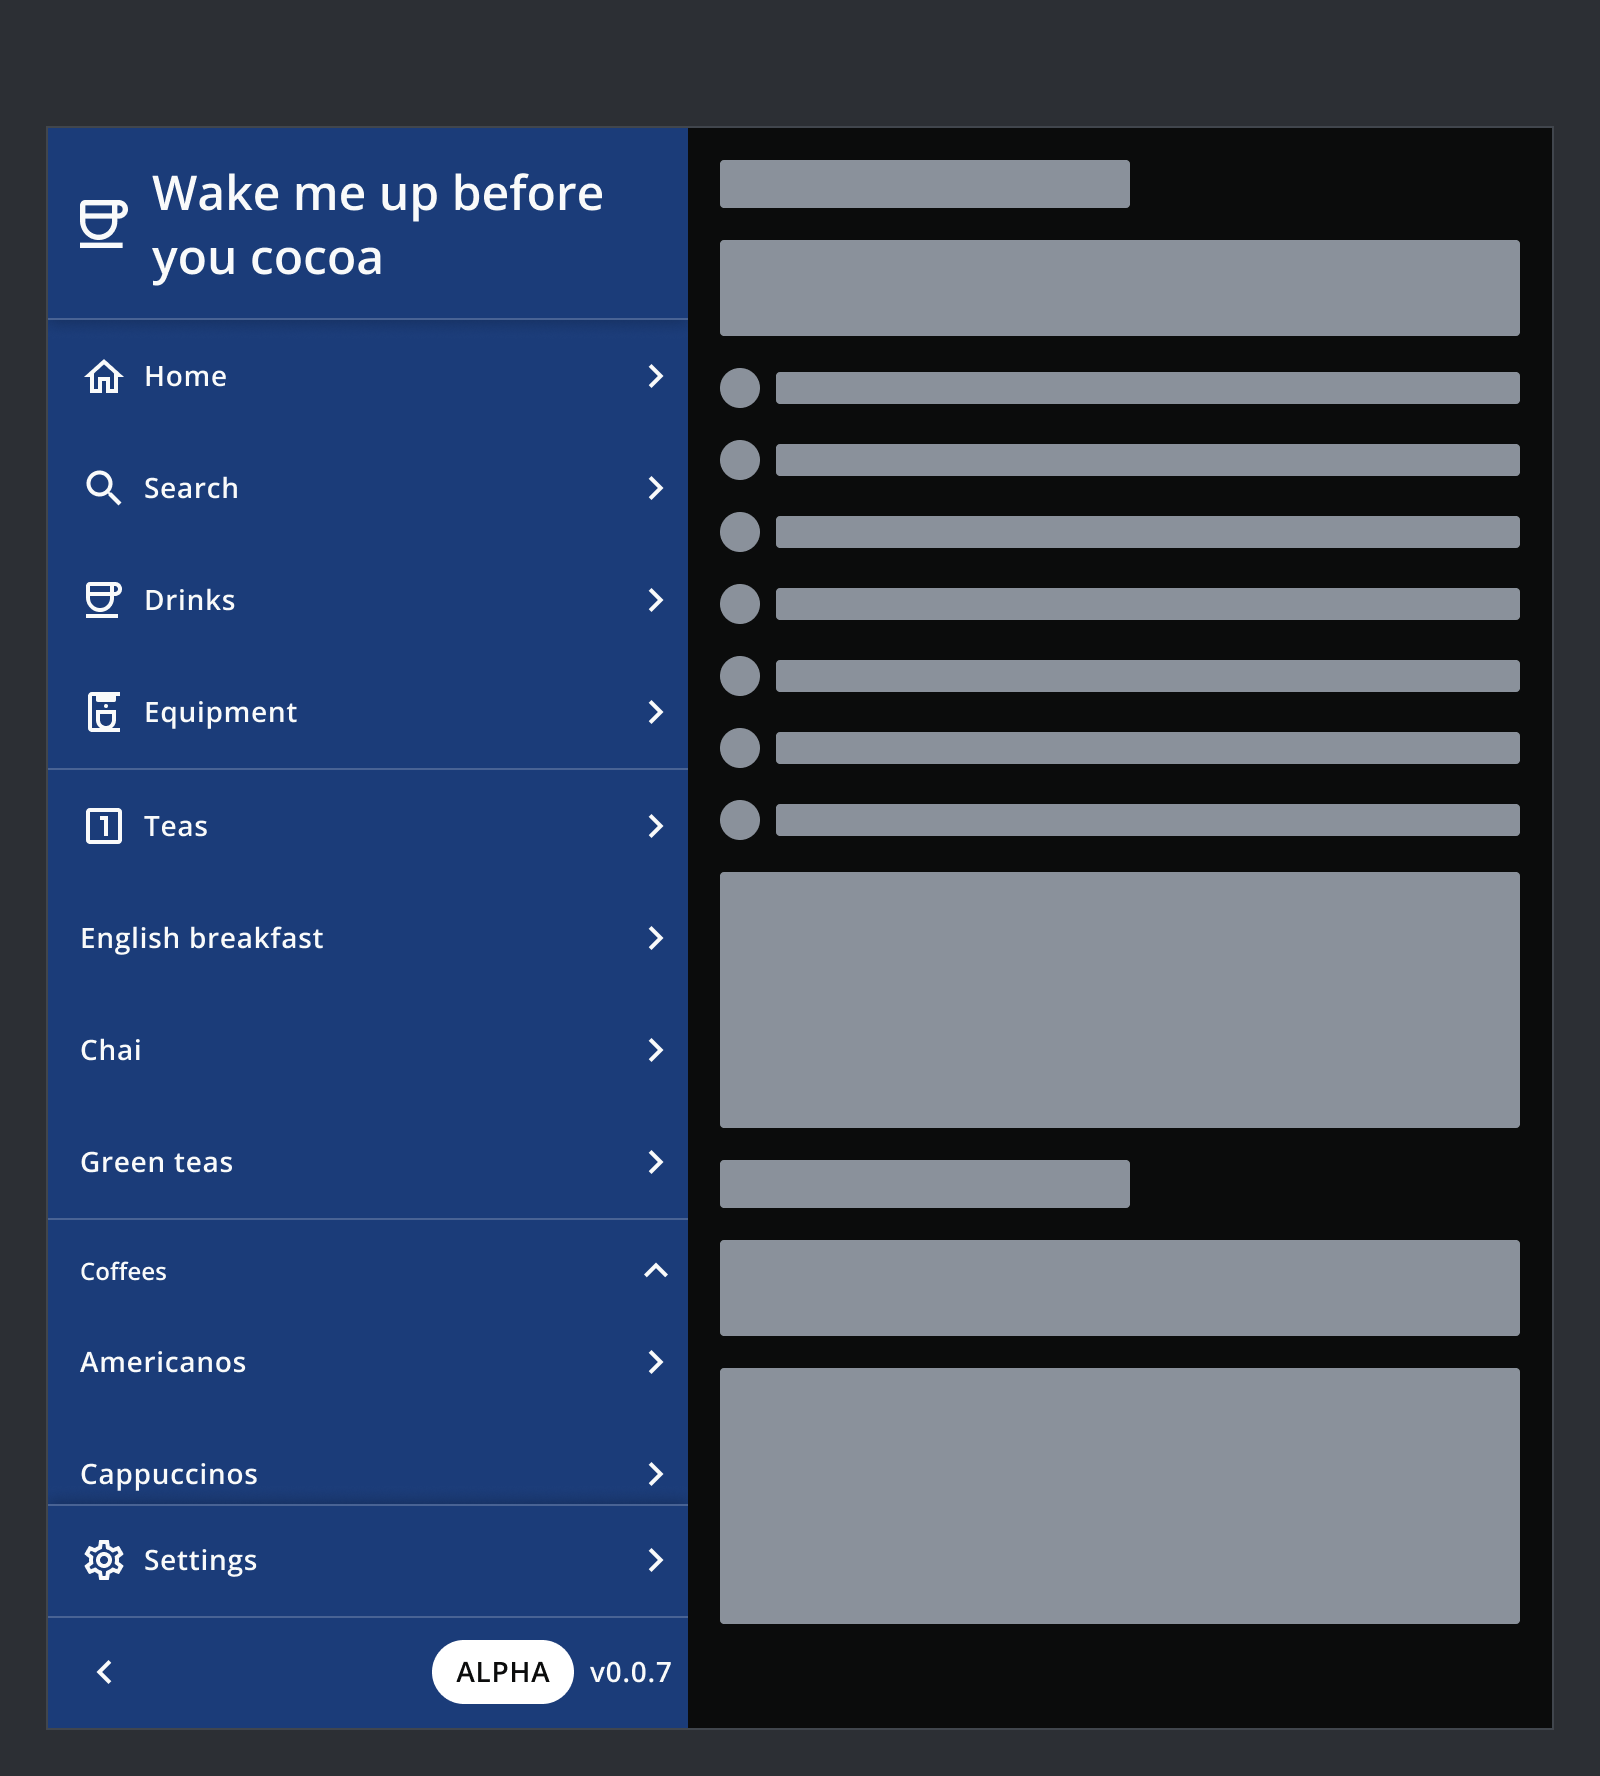 Wake me up before
you cocoa
Home
Search
Drinks
Equipment
1 Teas
English breakfast
Chai
Green teas
Coffees
Americanos
Cappuccinos
Settings
ALPHA v0.0.7